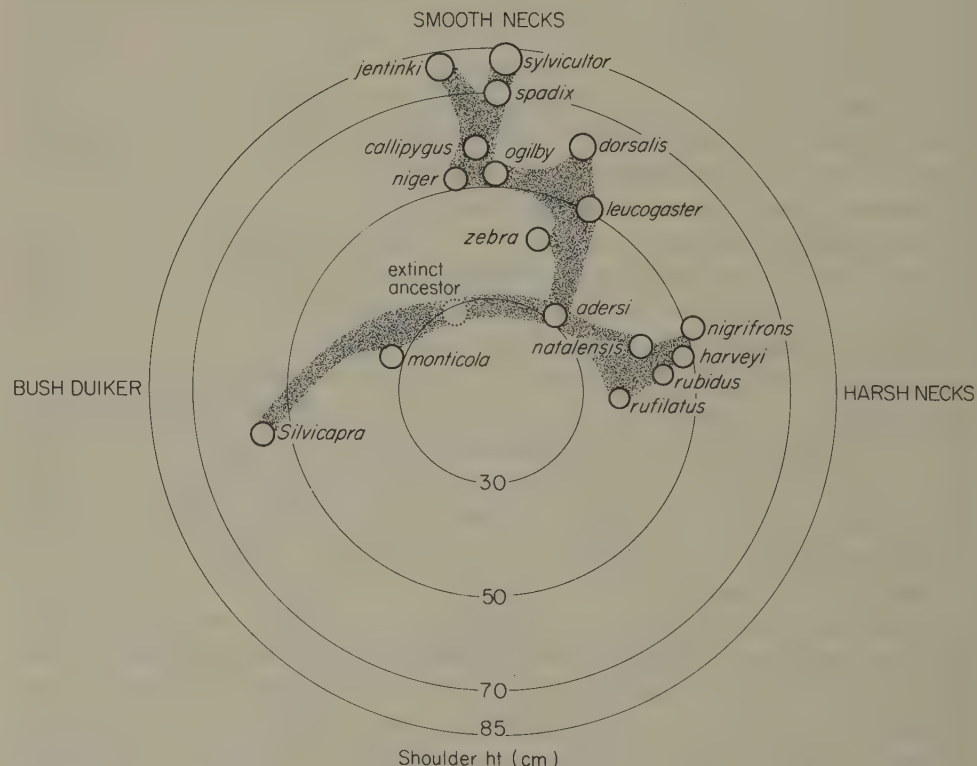 SMOOTH NECKS
jentinki
sylvicultor
spadix
callipygus
ogilby
dorsalis
niger
leucogaster
zebra
extinct
ancestor
adersi
nigrifrons
natalensis
harveyi
monticola
rubidus
BUSH DUIKER
HARSH NECKS
rufilatus
Silvicapra
30
50
70
85
Shoulder ht (cm)